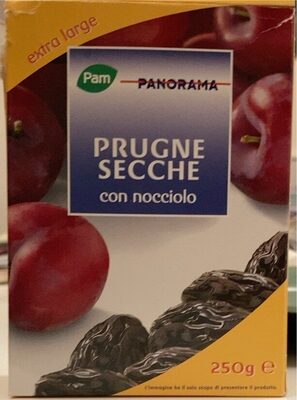 extra large
Pam
PANORAMA
PRUGNE
SECCHE
con nocciolo
250g e
L'immagine ha il solo scopo di presentare il prodotto.